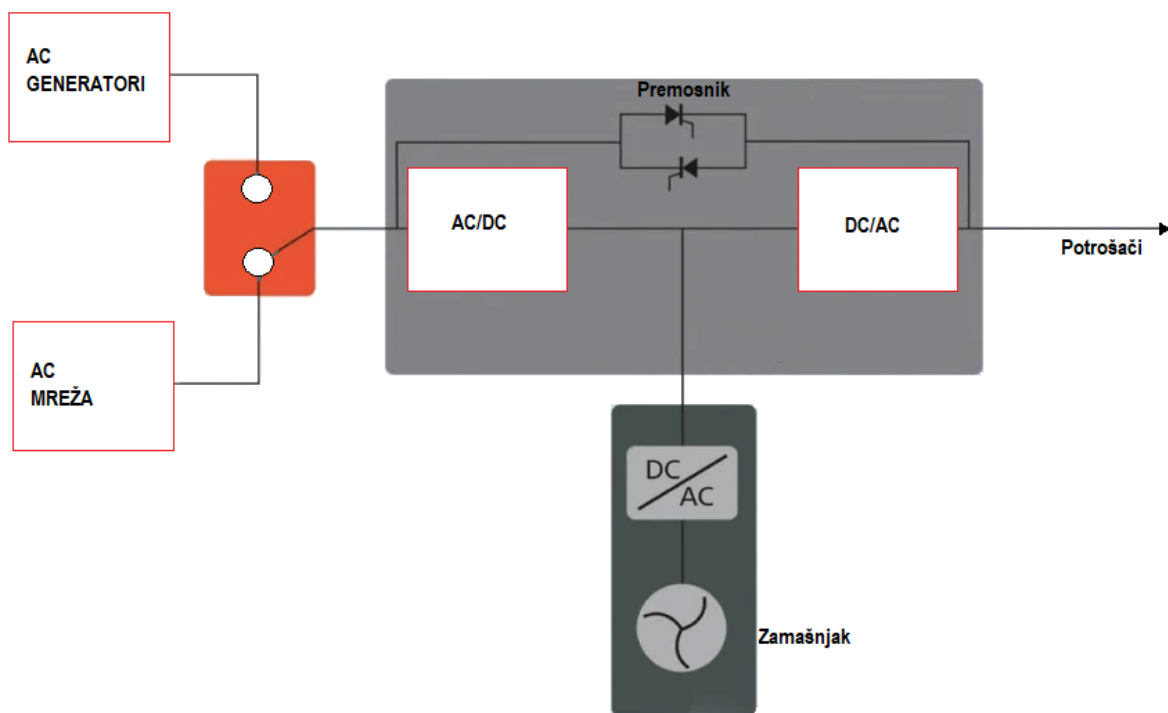 AC
GENERATORI
Premosnik
AC/DC
DC/AC
Potrošači
AC
MREŽA
DC
AC
Zamašnjak